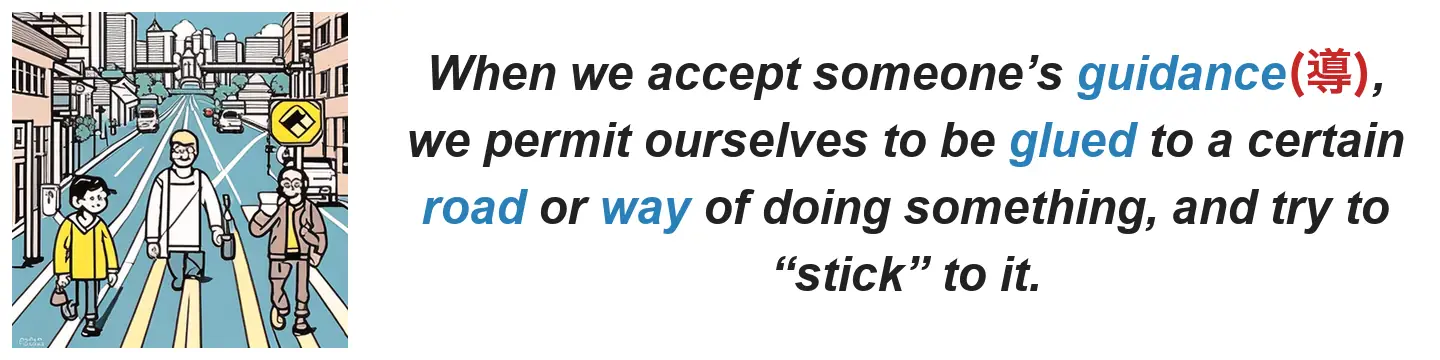 When we accept someone’s guidance(導),
we permit ourselves to be glued to a certain
road or way of doing something, and try to
“stick” to it.